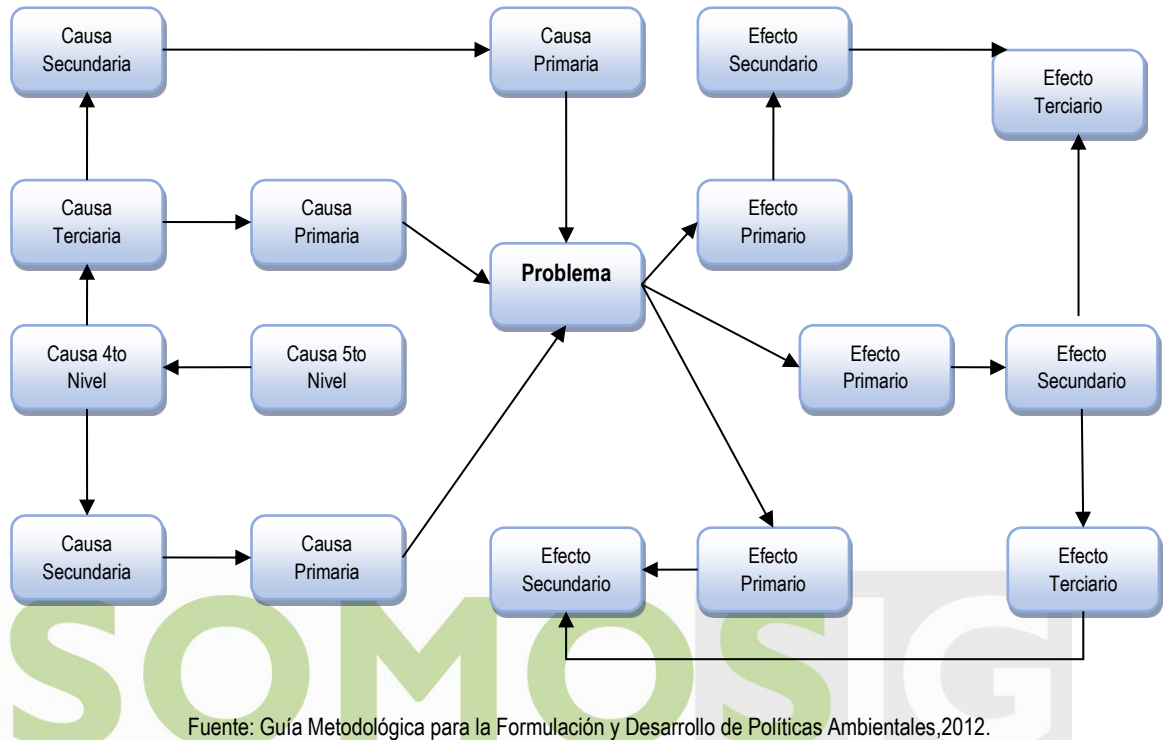 Causa
Secundaria
Causa
Primaria
Efecto
Secundario
Efecto
Terciario
Causa
Terciaria
Causa
Primaria
Efecto
Primario
Problema
Causa 4to
Nivel
Causa 5to
Nivel
Efecto
Primario
Efecto
Secundario
Causa
Secundaria
Causa
Primaria
Efecto
Secundario
Efecto
Primario
Efecto
Terciario
SOMOSIG
Fuente: Guía Metodológica para la Formulación y Desarrollo de Políticas Ambientales,2012.